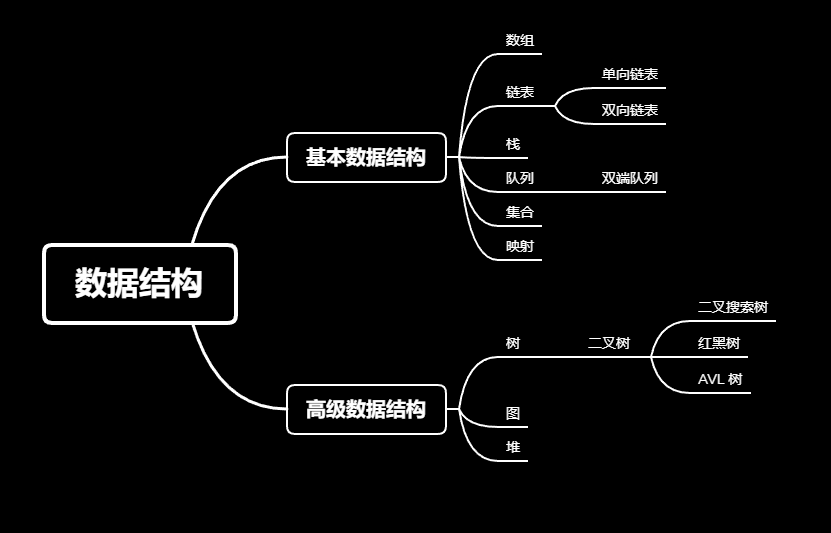 数据结构
基本数据结构
数组
链表
单向链表
双向链表
栈
队列
双端队列
集合
映射
高级数据结构
树
二叉树
二叉搜索树
红黑树
AVL 树
图
堆